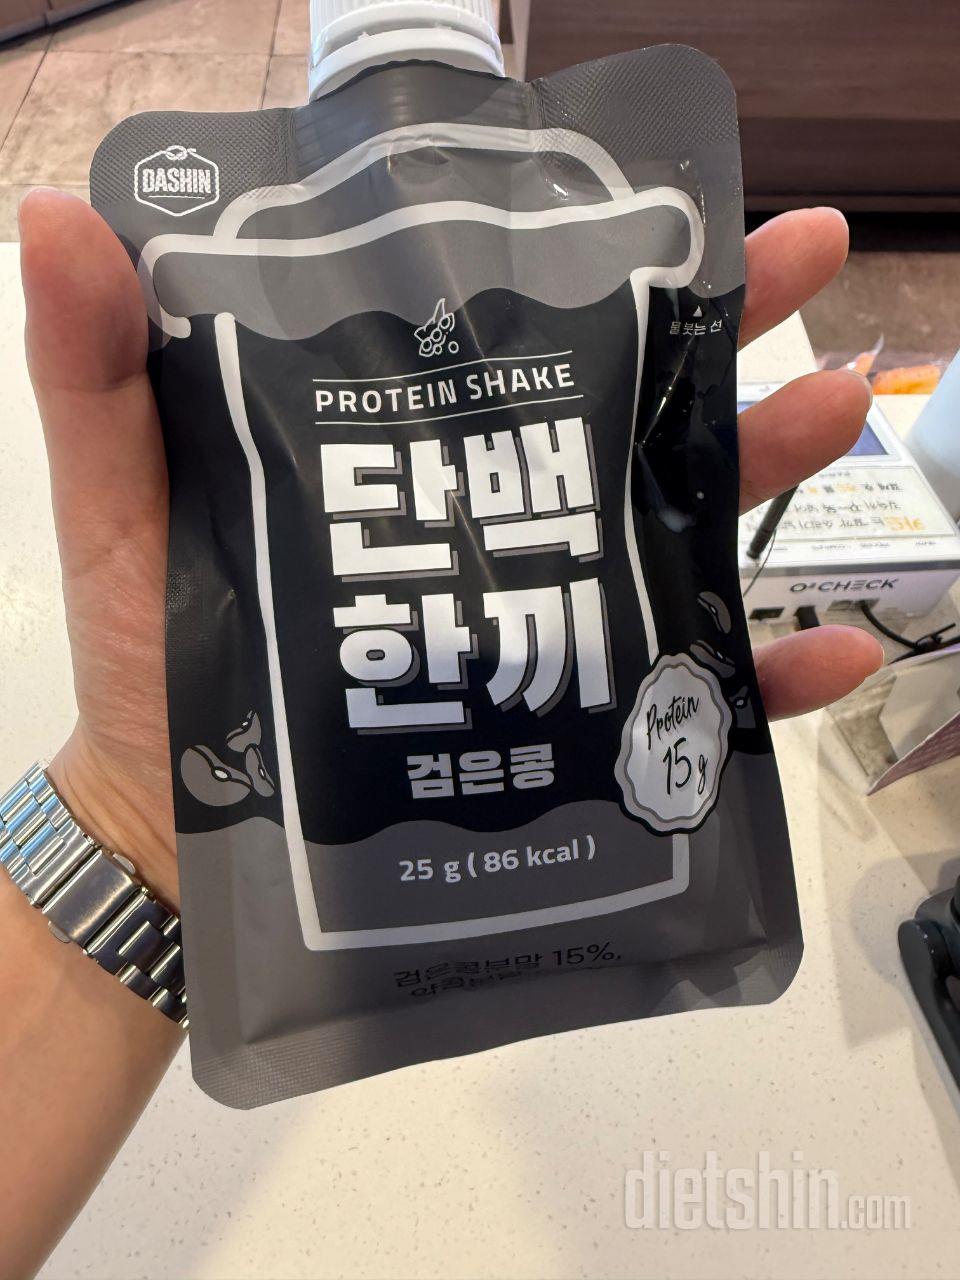 DASHIN
물 붓는 선
PROTEIN SHAKE
단백
한끼
검은콩
Protein
15g
25 g ( 86 kcal )
검은콩분말 15%,
O²CHECK
dietshin.com